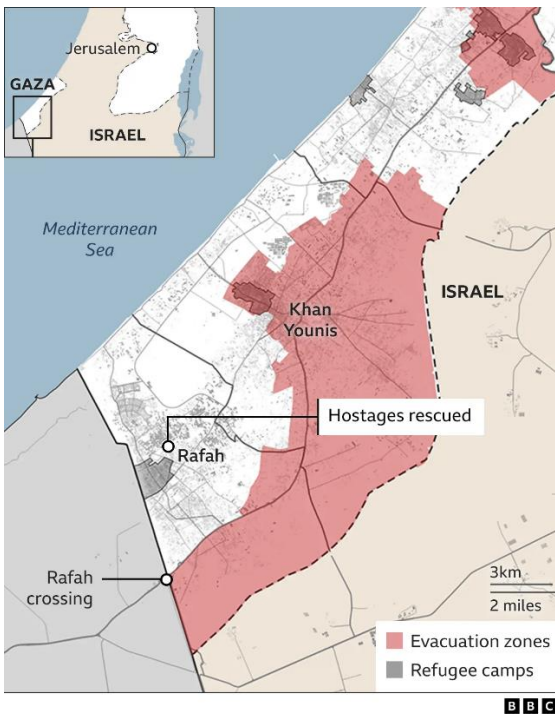 Jerusalem
GAZA
ISRAEL
Mediterranean
Sea
Khan
Younis
ISRAEL
Hostages rescued
Rafah
Rafah
crossing
3km
2 miles
Evacuation zones
Refugee camps
BBC